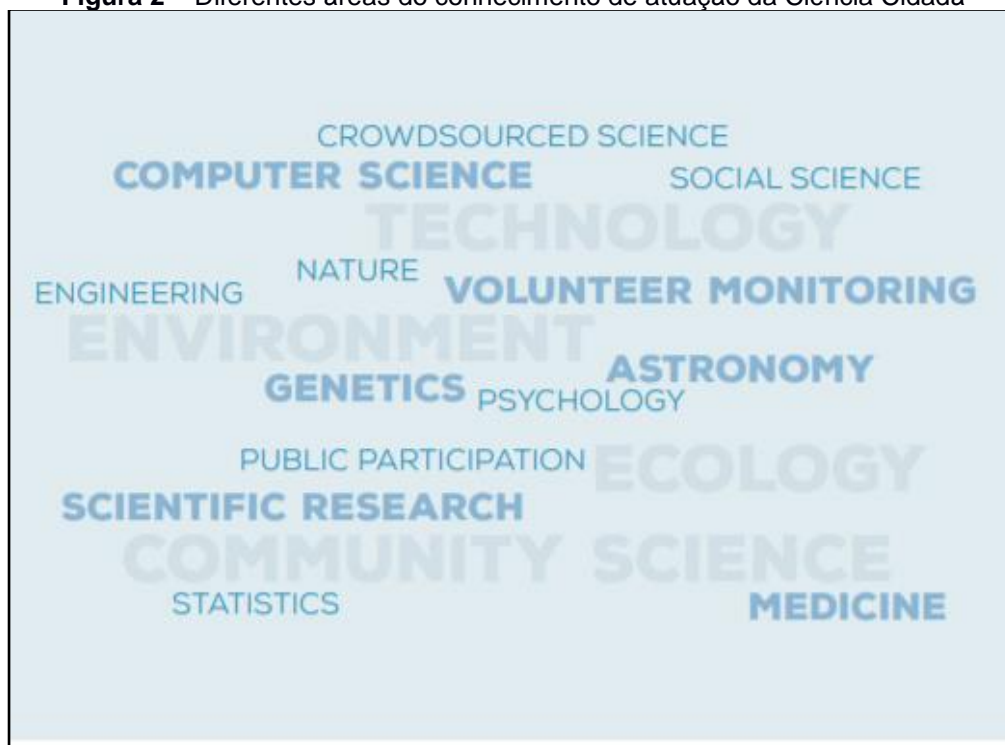 Figura 2 – Diferentes áreas do conhecimento de atuação da Ciência Cidadã
CROWDSOURCED SCIENCE
COMPUTER SCIENCE
SOCIAL SCIENCE
TECHNOLOGY
NATURE
ENGINEERING
VOLUNTEER MONITORING
ENVIRONMENT
ASTRONOMY
GENETICS
PSYCHOLOGY
PUBLIC PARTICIPATION
ECOLOGY
SCIENTIFIC RESEARCH
COMMUNITY SCIENCE
STATISTICS
MEDICINE